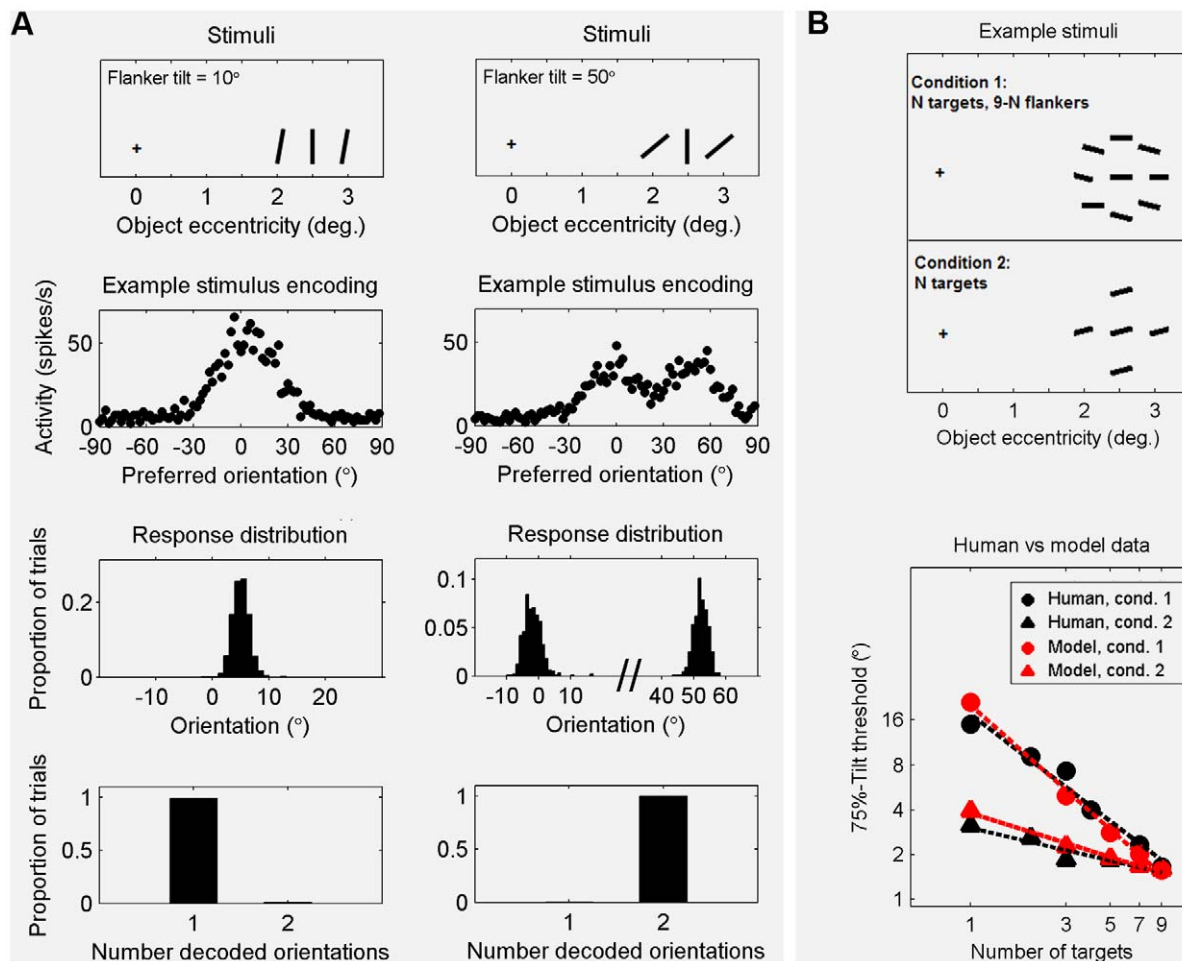 A
Stimuli
Flanker tilt = 10°
+
0 1 2 3
Object eccentricity (deg.)
Stimuli
Flanker tilt = 50°
+
0 1 2 3
Object eccentricity (deg.)
Example stimulus encoding
Activity (spikes/s)
50
0
-90 -60 -30 0 30 60 90
Preferred orientation (°)
Example stimulus encoding
50
0
-90 -60 -30 0 30 60 90
Preferred orientation (°)
Response distribution
Proportion of trials
0.2
0
-10 0 10 20
Orientation (°)
Response distribution
0.1
0.05
0
-10 0 10 40 60
Orientation (°)
Proportion of trials
1
0.5
0
1 2
Number decoded orientations
1
0.5
0
1 2
Number decoded orientations
B
Example stimuli
Condition 1:
N targets, 9-N flankers
+
Condition 2:
N targets
+
0 1 2 3
Object eccentricity (deg.)
Human vs model data
Human, cond. 1
Human, cond. 2
Model, cond. 1
Model, cond. 2
75%-Tilt threshold (°)
16
8
4
2
1
1 3 5 7 9
Number of targets